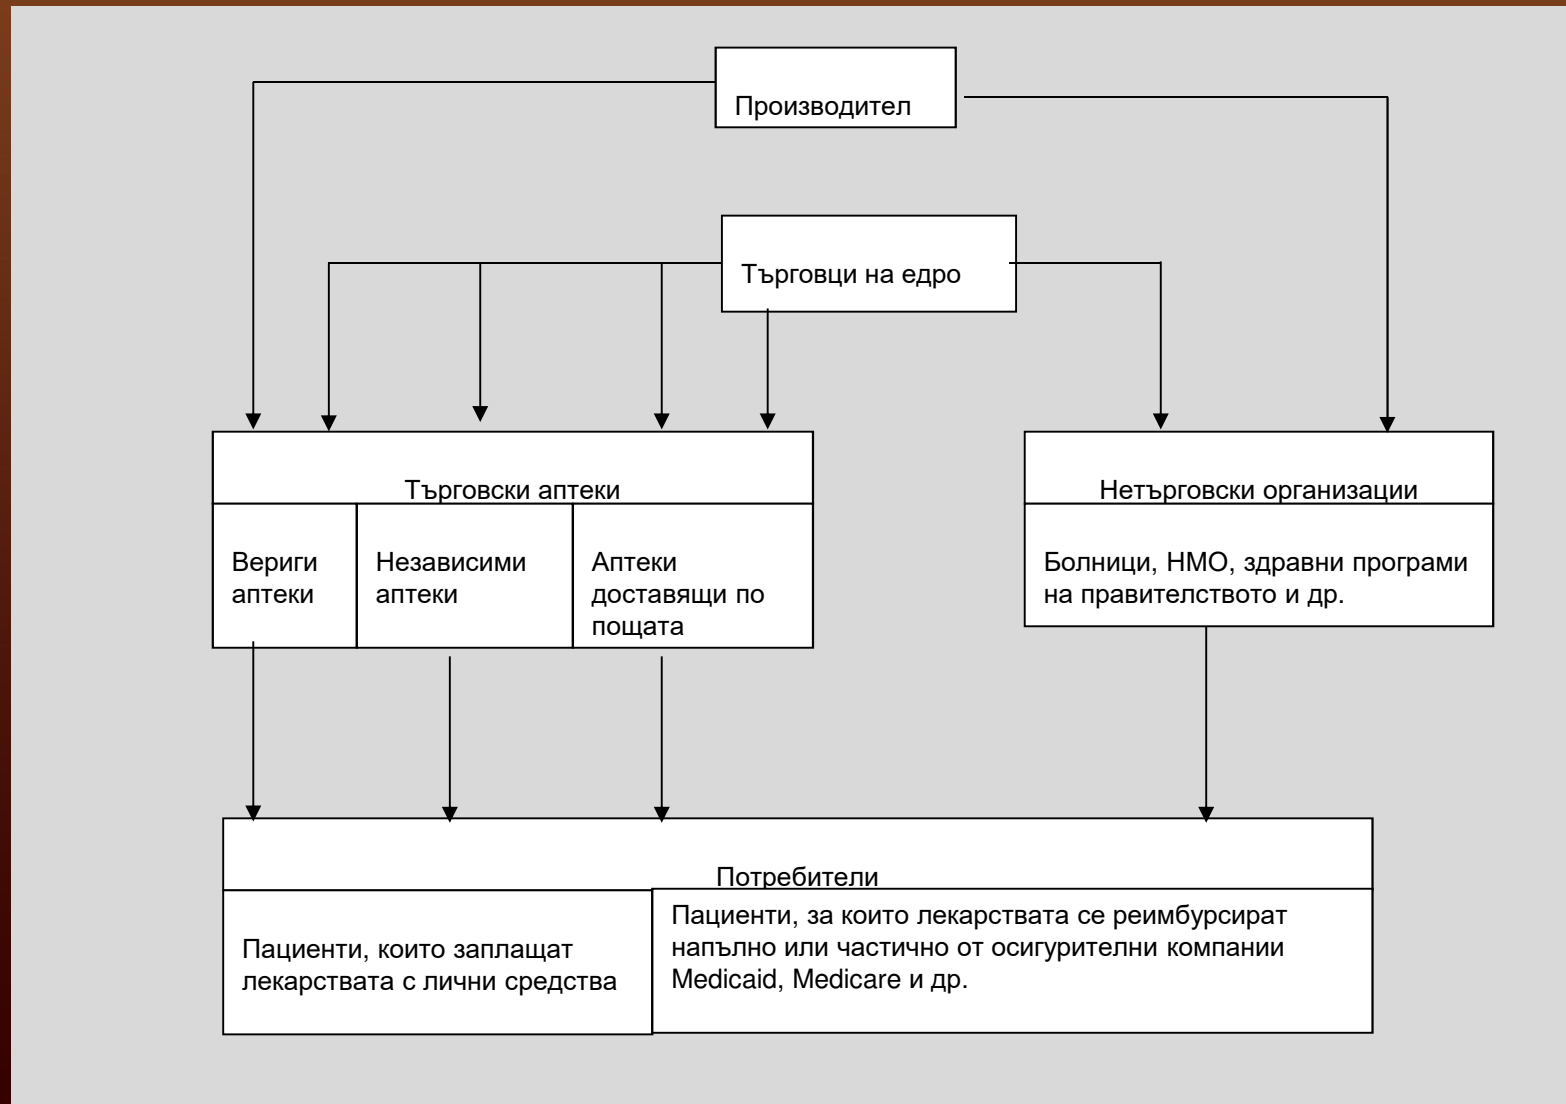 Производител
Търговци на едро
Търговски аптеки
Вериги
аптеки
Независими
аптеки
Аптеки
доставящи по
пощата
Нетърговски организации
Болници, НМО, здравни програми
на правителството и др.
Потребители
Пациенти, които заплащат
лекарствата с лични средства
Пациенти, за които лекарствата се реимбурсират
напълно или частично от осигурителни компании
Medicaid, Medicare и др.